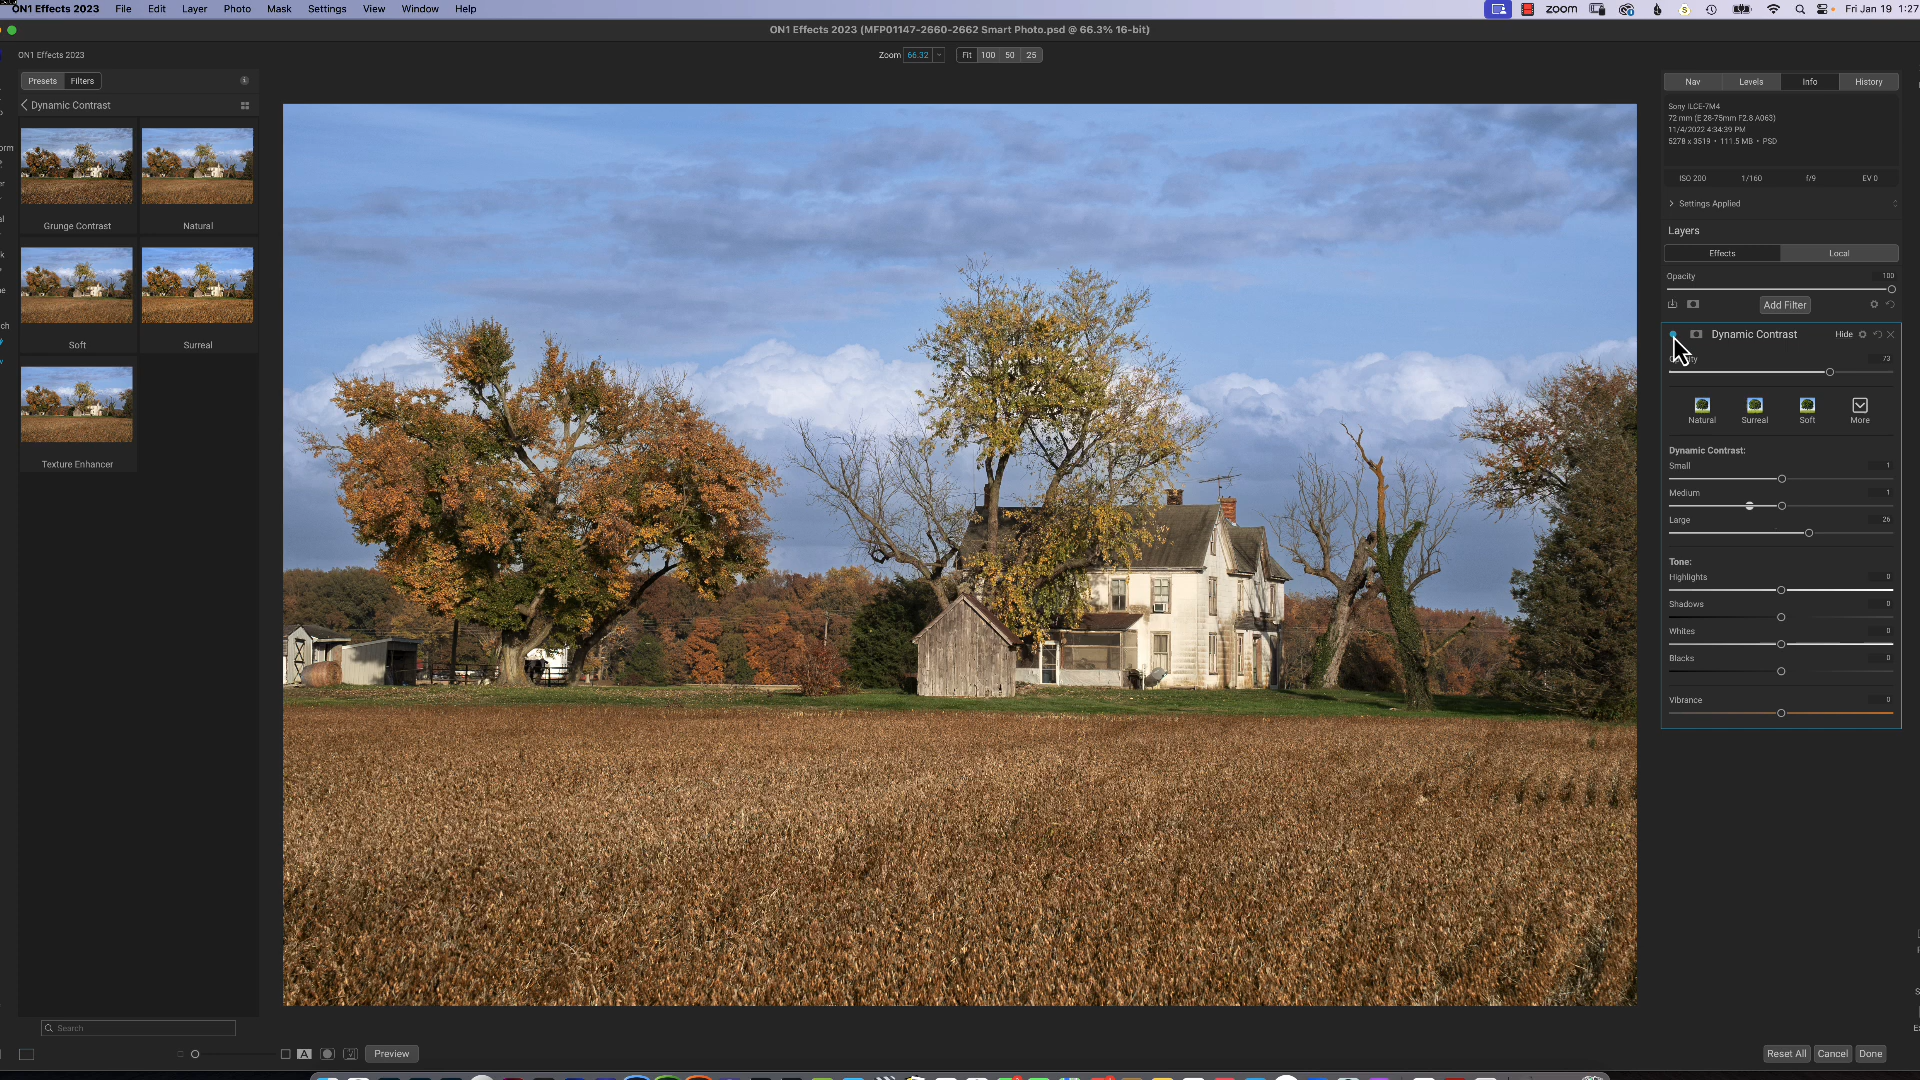 ON1 Effects 2023 File Edit Layer Photo Mask Settings View Window Help zoom Fri Jan 19 1:27
ON1 Effects 2023 (MFP01147-2660-2662 Smart Photo.psd @ 66.3% 16-bit)
ON1 Effects 2023
Zoom 66.32 Fit 100 50 25
Presets Filters
Dynamic Contrast
Grunge Contrast Natural
Soft Surreal
Texture Enhancer
Search
A Preview
Nav Levels Info History
Sony ILCE-7M4
72 mm (E 28-75mm F2.8 A063)
11/4/2022 4:34:39 PM
5278 x 3519 • 111.5 MB • PSD
ISO 200 1/160 f/9 EV 0
Settings Applied
Layers
Effects Local
Opacity 100
Add Filter
Dynamic Contrast Hide
73
Natural Surreal Soft More
Dynamic Contrast:
Small 1
Medium 1
Large 26
Tone:
Highlights 0
Shadows 0
Whites 0
Blacks 0
Vibrance 0
Reset All Cancel Done